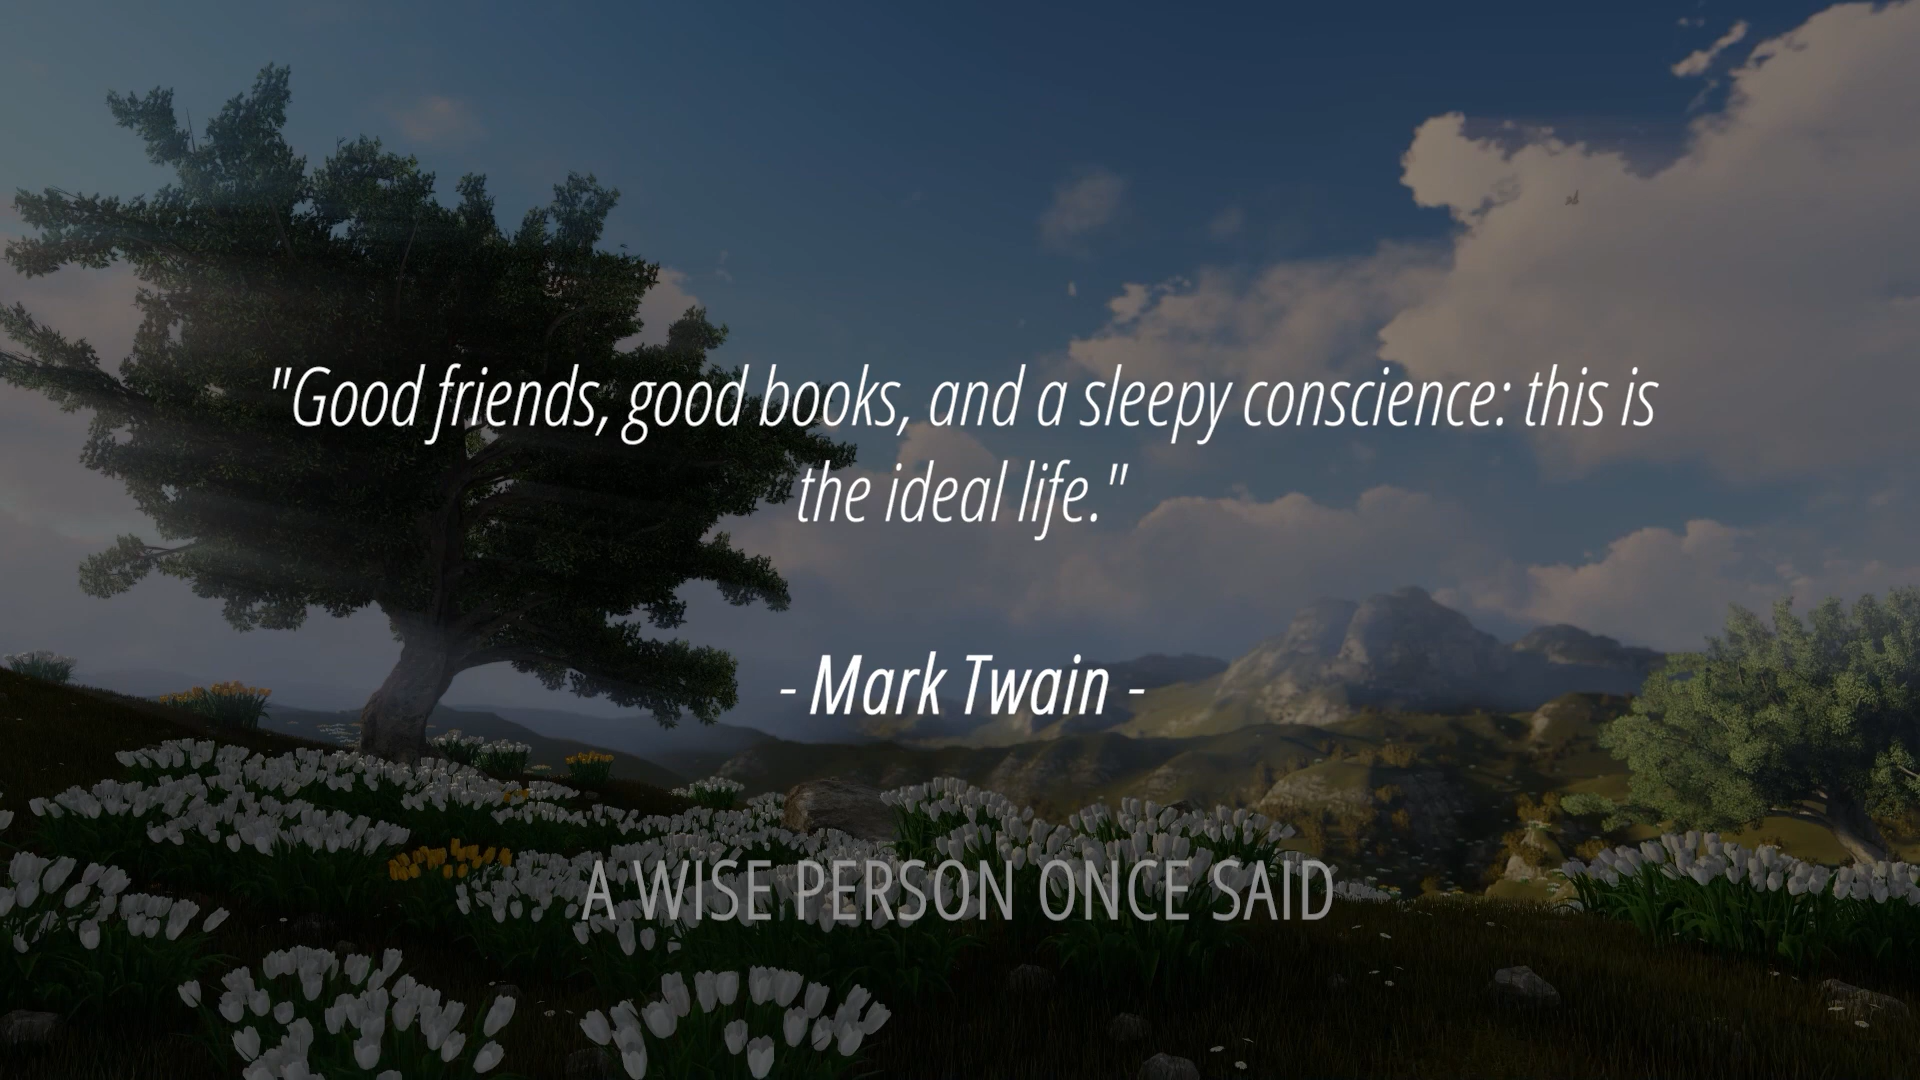 "Good friends, good books, and a sleepy conscience: this is
the ideal life."
- Mark Twain -
A WISE PERSON ONCE SAID